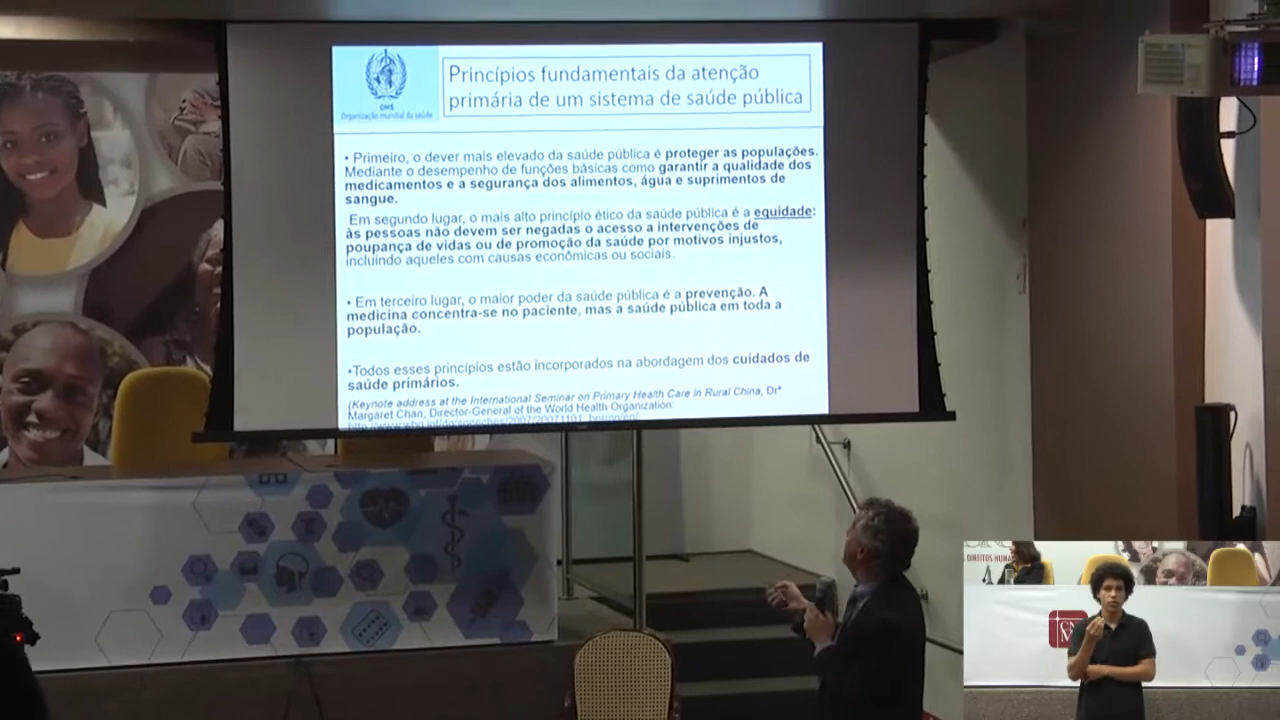 OMS
Organização mundial da saúde
Princípios fundamentais da atenção
primária de um sistema de saúde pública
• Primeiro, o dever mais elevado da saúde pública é proteger as populações.
Mediante o desempenho de funções básicas como garantir a qualidade dos
medicamentos e a segurança dos alimentos, água e suprimentos de
sangue.
Em segundo lugar, o mais alto princípio ético da saúde pública é a equidade:
às pessoas não devem ser negadas o acesso a intervenções de
poupança de vidas ou de promoção da saúde por motivos injustos,
incluindo aqueles com causas econômicas ou sociais.
• Em terceiro lugar, o maior poder da saúde pública é a prevenção. A
medicina concentra-se no paciente, mas a saúde pública em toda a
população.
•Todos esses princípios estão incorporados na abordagem dos cuidados de
saúde primários.
(Keynote address at the International Seminar on Primary Health Care in Rural China, Drª
Margaret Chan, Director-General of the World Health Organization:
DIREITOS HUMA